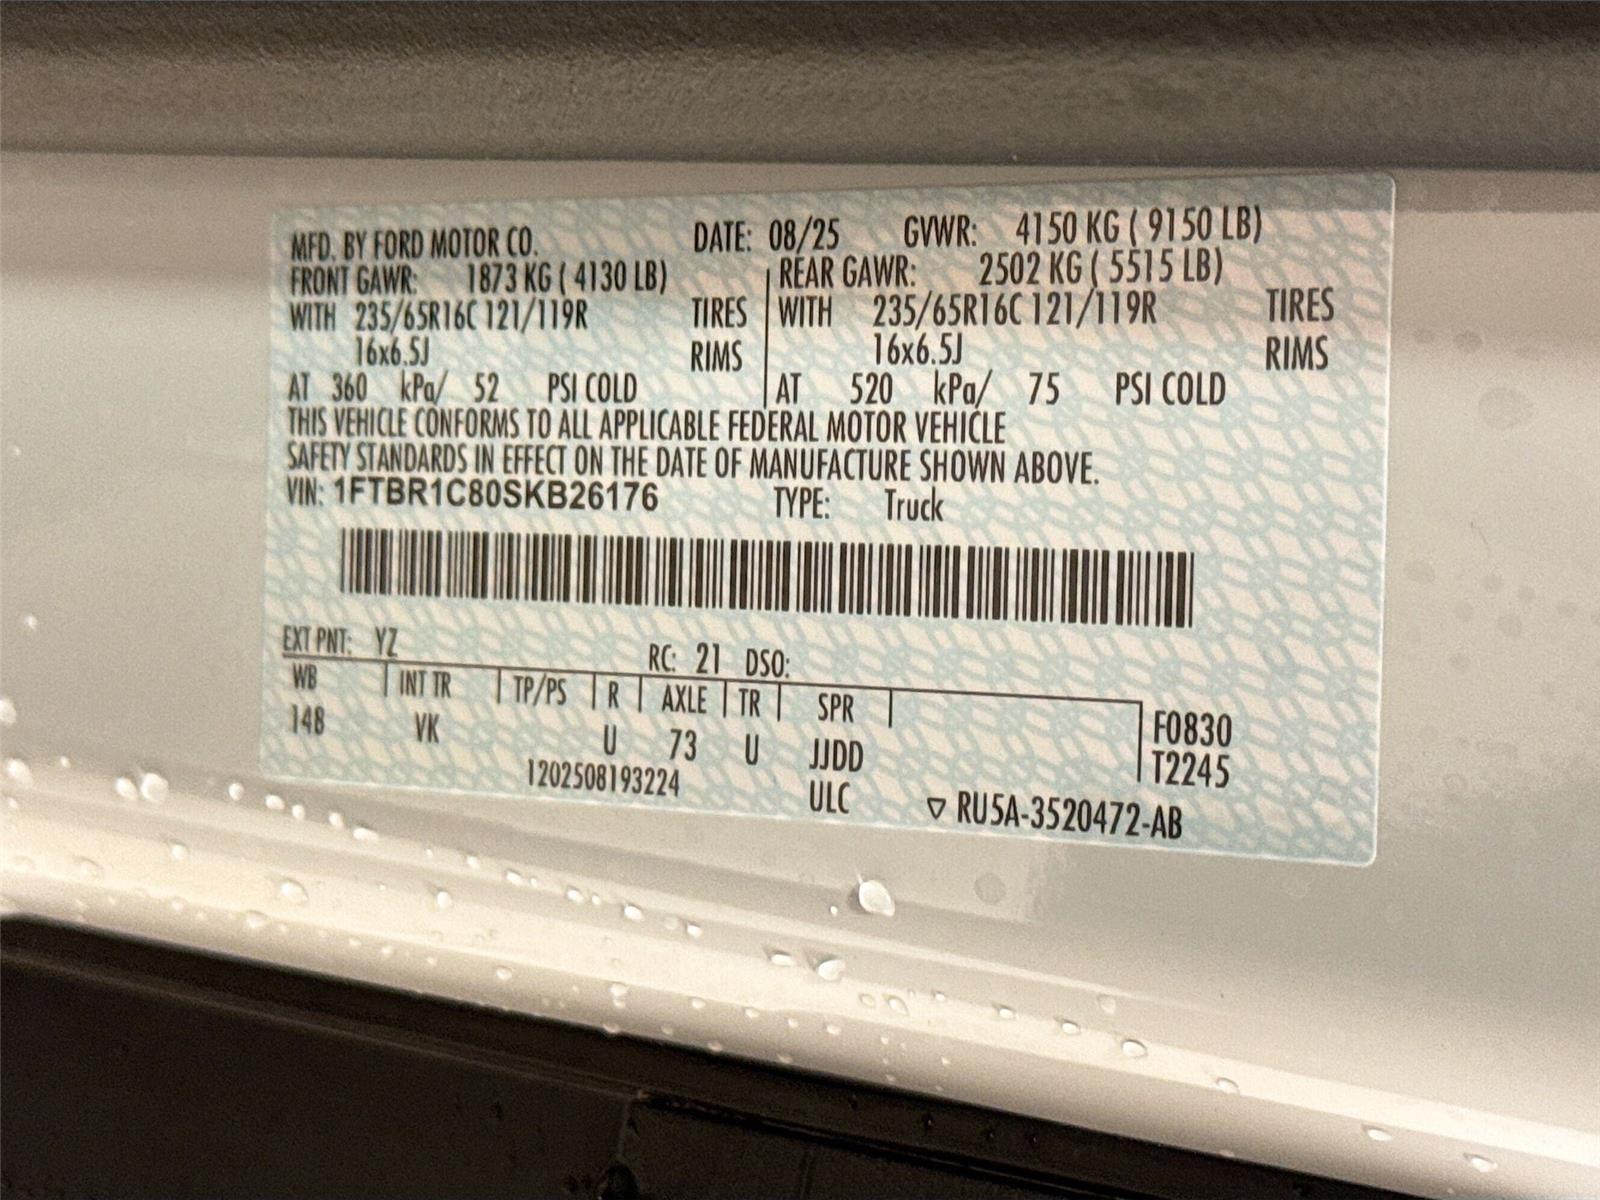 MFD. BY FORD MOTOR CO. DATE: 08/25 GVWR: 4150 KG ( 9150 LB)
FRONT GAWR: 1873 KG ( 4130 LB) REAR GAWR: 2502 KG ( 5515 LB)
WITH 235/65R16C 121/119R TIRES WITH 235/65R16C 121/119R TIRES
16x6.5J RIMS 16x6.5J RIMS
AT 360 kPa/ 52 PSI COLD AT 520 kPa/ 75 PSI COLD
THIS VEHICLE CONFORMS TO ALL APPLICABLE FEDERAL MOTOR VEHICLE
SAFETY STANDARDS IN EFFECT ON THE DATE OF MANUFACTURE SHOWN ABOVE.
VIN: 1FTBR1C80SKB26176 TYPE: Truck
EXT PNT: YZ RC: 21 DSO:
WB INT TR TP/PS R AXLE TR SPR
148 VK U 73 U JJDD F0830
T2245
1202508193224 ULC ▽ RU5A-3520472-AB